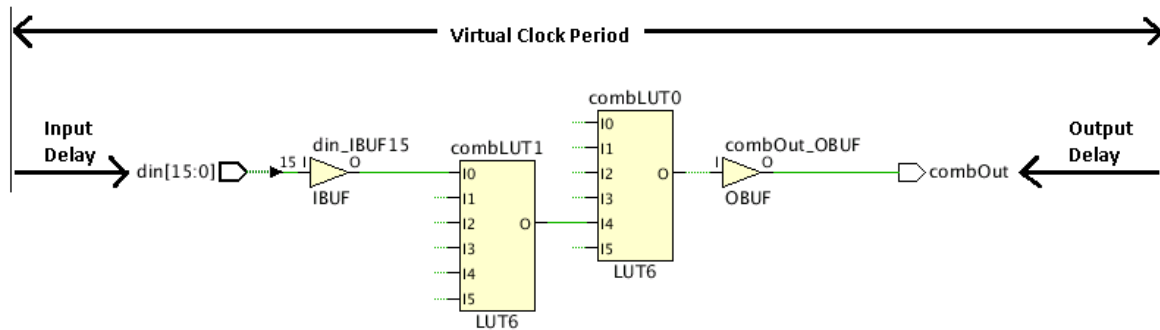 Virtual Clock Period
Input
Delay
din[15:0]
15
I
din_IBUF15
O
IBUF
combLUT1
I0
I1
I2
I3
I4
I5
O
LUT6
combLUT0
I0
I1
I2
I3
I4
I5
O
LUT6
combOut_OBUF
I
O
OBUF
combOut
Output
Delay